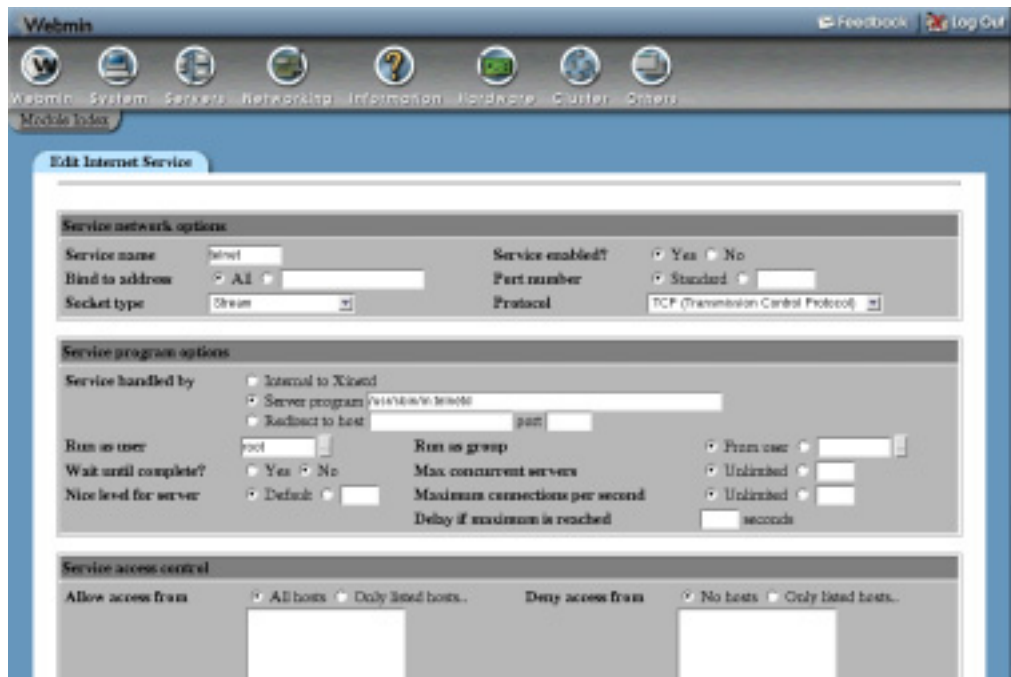 Webmin
Feedback Log Out
Webmin System Servers Networking Information Hardware Cluster Others
Module Index
Edit Internet Service
Service network options
Service name telnet Service enabled? Yes No
Bind to address All Port number Standard
Socket type Stream Protocol TCP (Transmission Control Protocol)
Service program options
Service handled by Internal to Xinetd
Server program /usr/sbin/in.telnetd
Redirect to host port
Run as user root Run as group From user
Wait until complete? Yes No Max concurrent servers Unlimited
Nice level for server Default Maximum connections per second Unlimited
Delay if maximum is reached seconds
Service access control
Allow access from All hosts Only listed hosts.. Deny access from No hosts Only listed hosts..